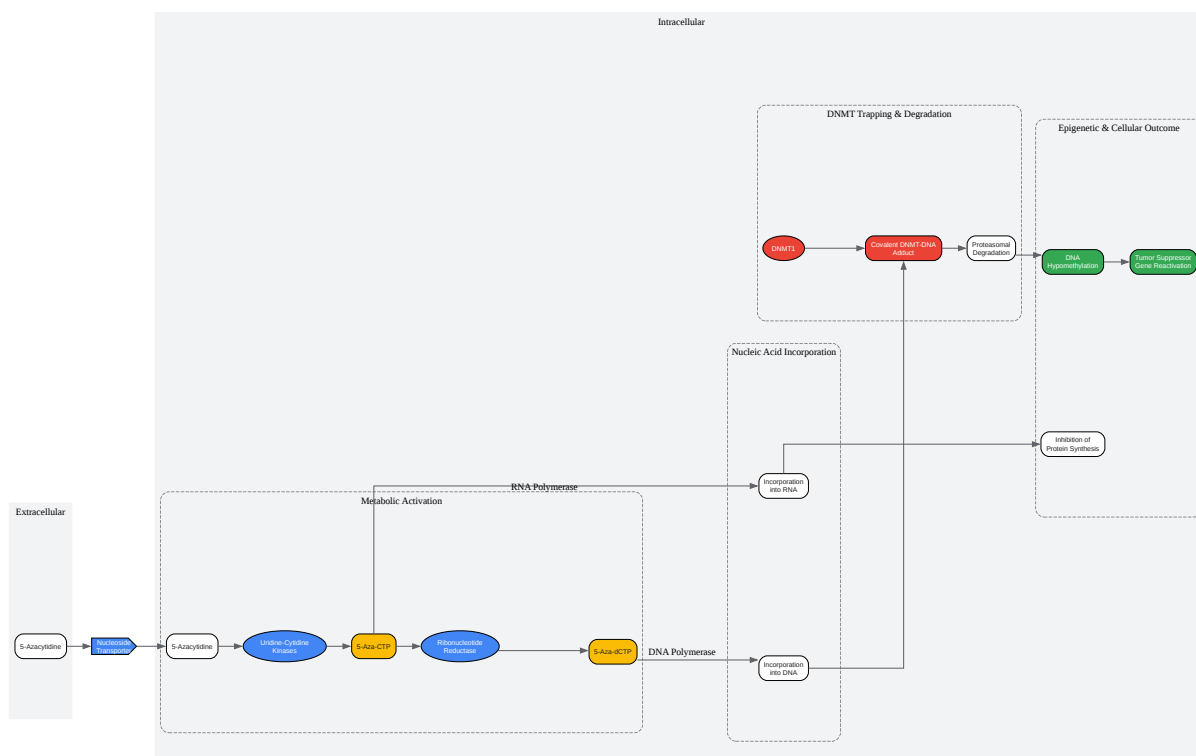 Intracellular
DNMT Trapping & Degradation
Epigenetic & Cellular Outcome
DNMT1
Covalent DNMT-DNA
Adduct
Proteasomal
Degradation
DNA
Hypomethylation
Tumor Suppressor
Gene Reactivation
Nucleic Acid Incorporation
Inhibition of
Protein Synthesis
RNA Polymerase
Incorporation
into RNA
Metabolic Activation
Extracellular
5-Azacytidine
Nucleoside
Transporter
5-Azacytidine
Uridine-Cytidine
Kinases
5-Aza-CTP
Ribonucleotide
Reductase
5-Aza-dCTP
DNA Polymerase
Incorporation
into DNA